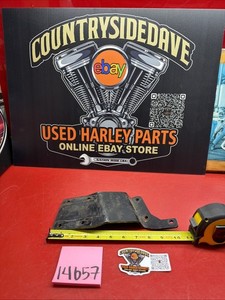 COUNTRYSIDEDAVE
ebay
USED HARLEY PARTS
ONLINE EBAY STORE
14657